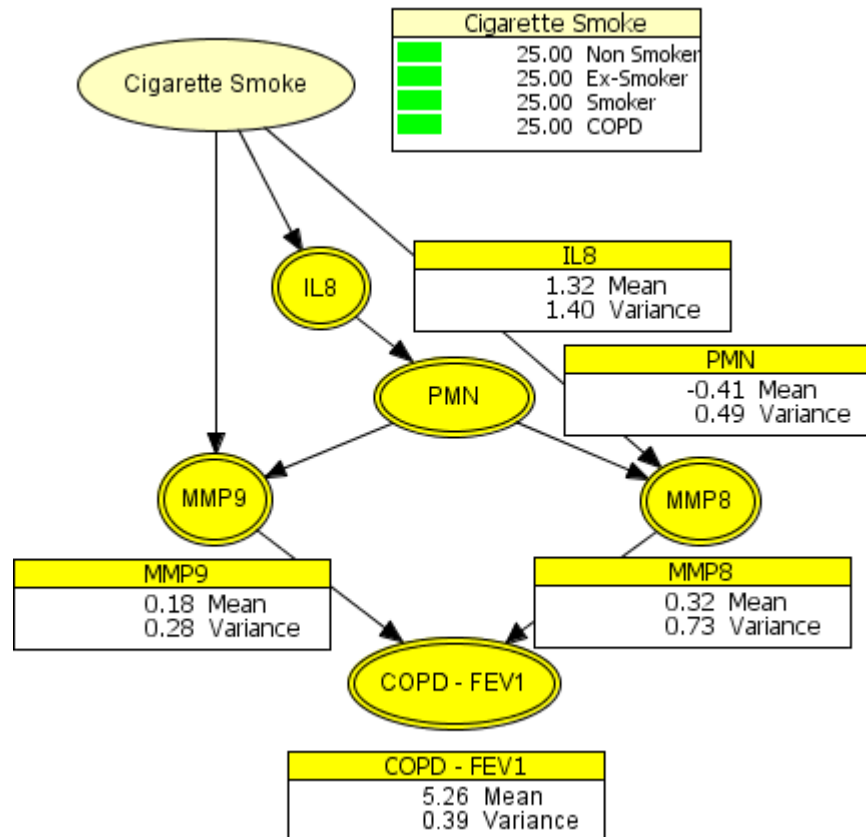 Cigarette Smoke
Cigarette Smoke
25.00 Non Smoker
25.00 Ex-Smoker
25.00 Smoker
25.00 COPD
IL8
IL8
1.32 Mean
1.40 Variance
PMN
PMN
-0.41 Mean
0.49 Variance
MMP9
MMP8
MMP9
0.18 Mean
0.28 Variance
MMP8
0.32 Mean
0.73 Variance
COPD - FEV1
COPD - FEV1
5.26 Mean
0.39 Variance